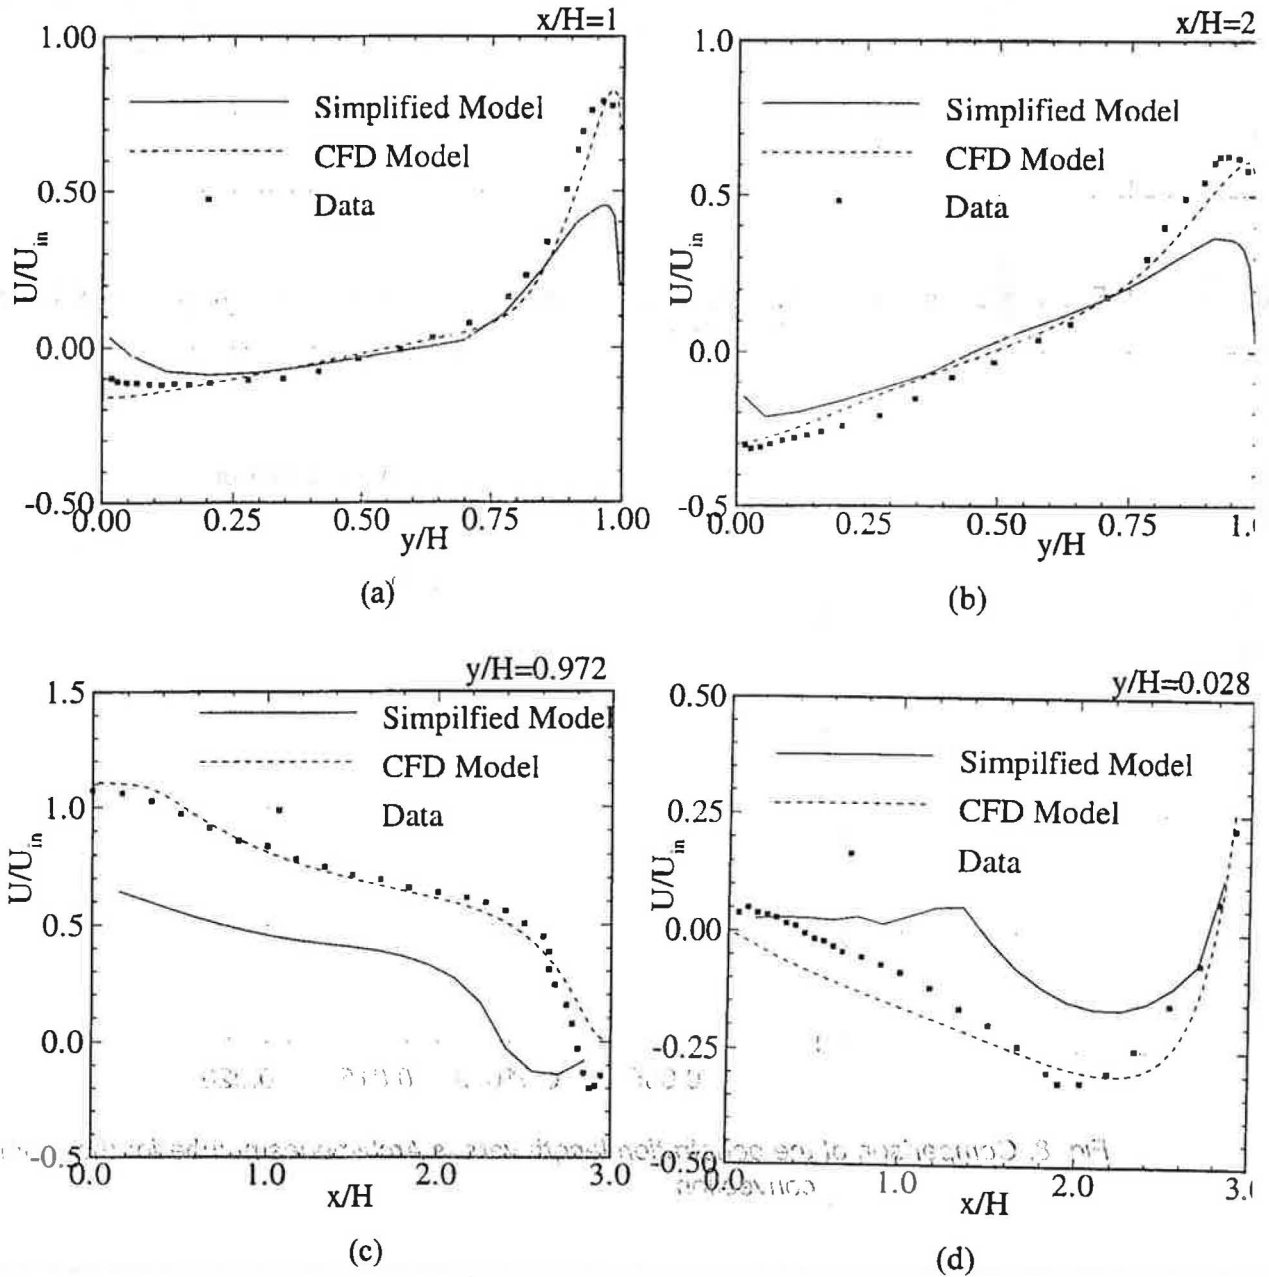 x/H=1
1.00
Simplified Model
CFD Model
0.50
Data
U/U_in
0.00
-0.50
0.00 0.25 0.50 0.75 1.00
y/H
(a)
x/H=2
1.0
Simplified Model
CFD Model
0.5
Data
U/U_in
0.0
-0.5
0.00 0.25 0.50 0.75 1.0
y/H
(b)
y/H=0.972
1.5
Simpilfied Model
CFD Model
1.0
Data
U/U_in
0.5
0.0
-0.5
0.0 1.0 2.0 3.0
x/H
(c)
y/H=0.028
0.50
Simpilfied Model
CFD Model
0.25
Data
U/U_in
0.00
-0.25
-0.50
0.0 1.0 2.0 3.0
x/H
(d)